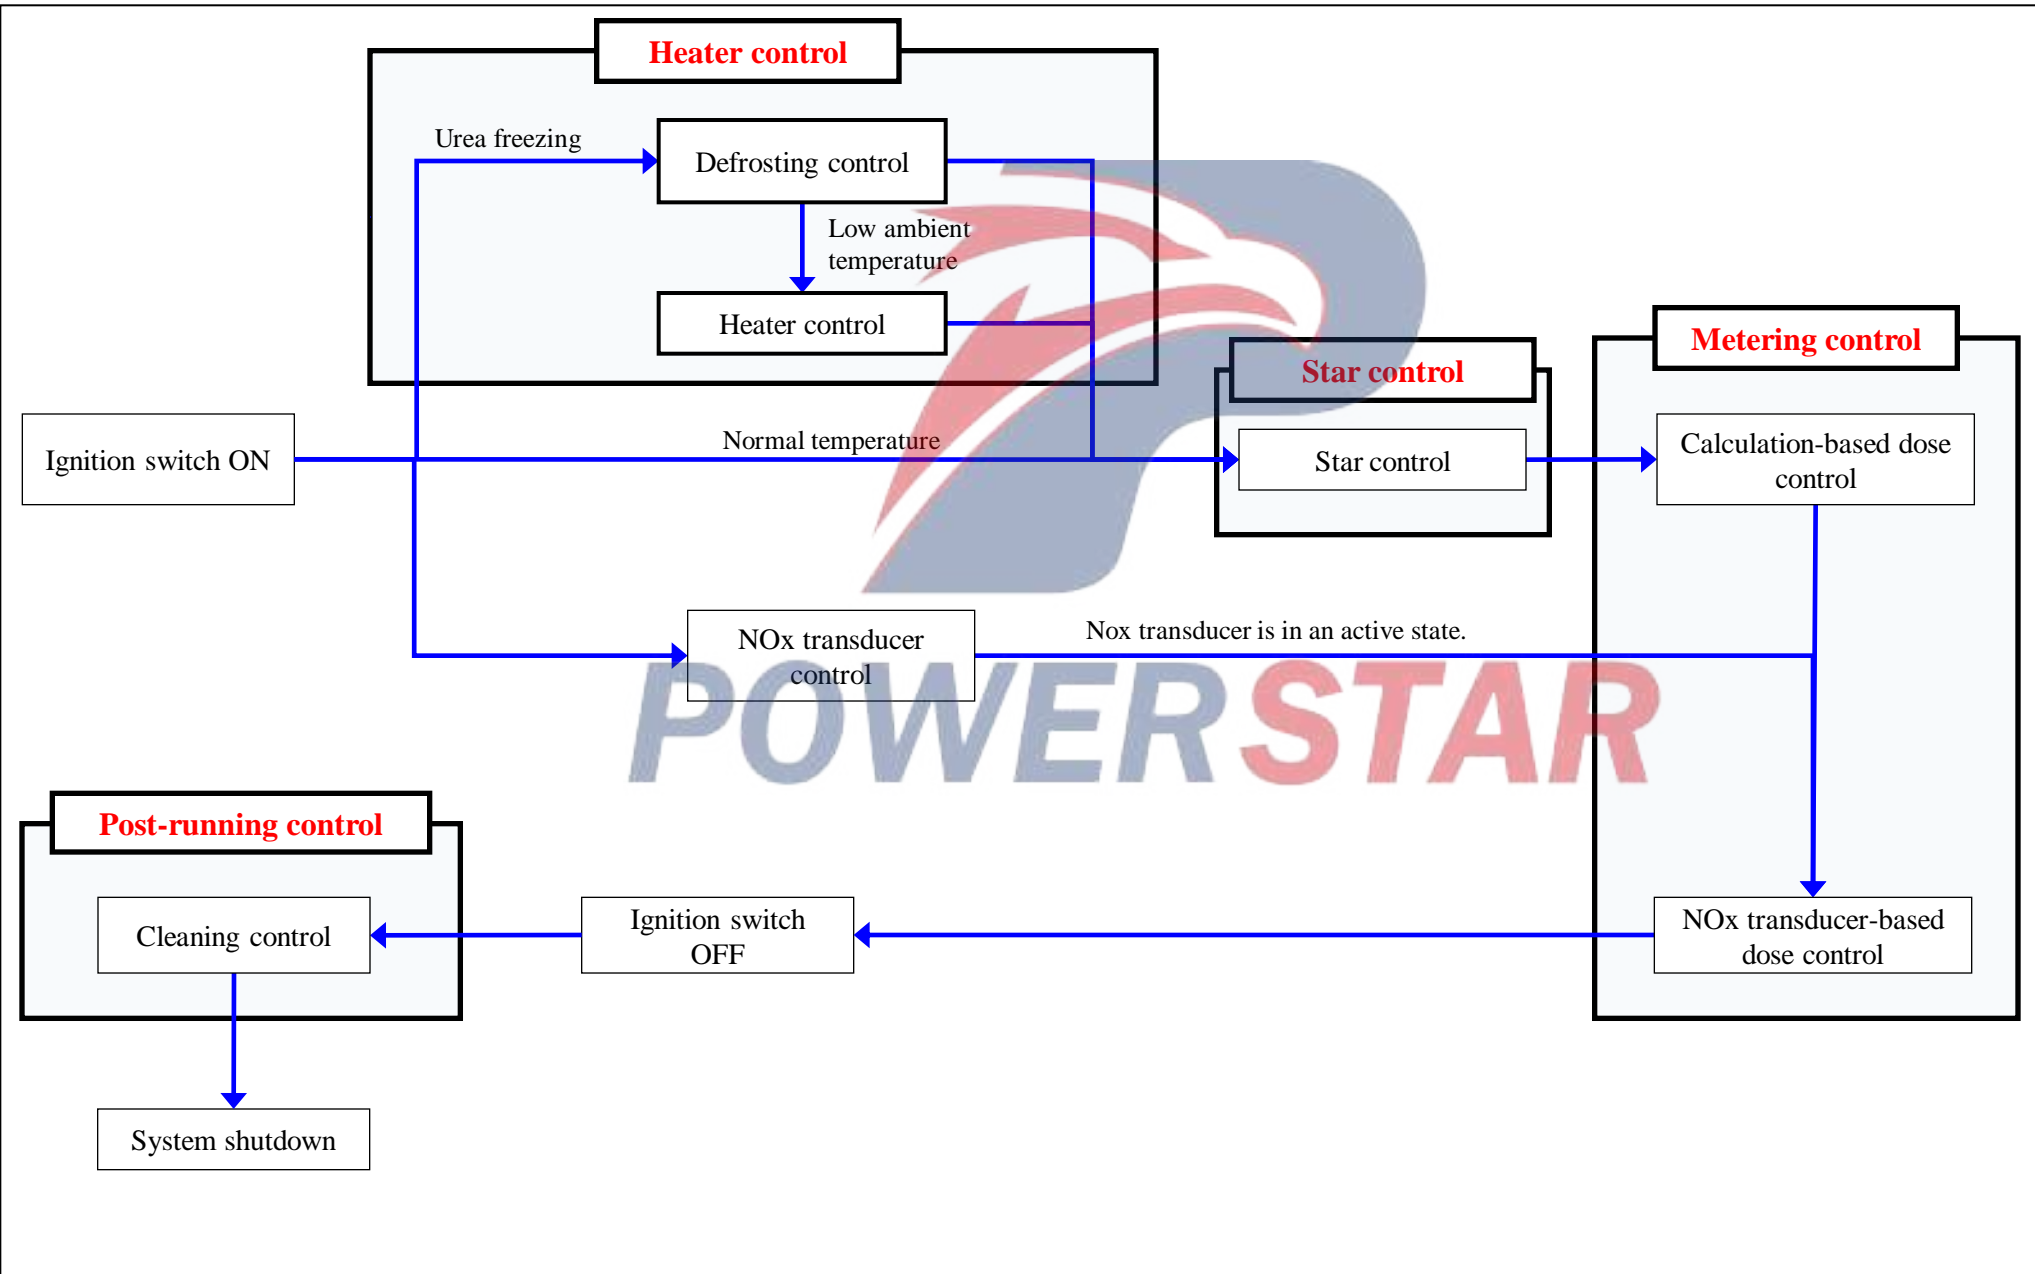 Heater control
Urea freezing
Defrosting control
Low ambient
temperature
Heater control
Metering control
Star control
Ignition switch ON
Normal temperature
Star control
Calculation-based dose
control
NOx transducer
control
Nox transducer is in an active state.
POWERSTAR
Post-running control
Cleaning control
Ignition switch
OFF
NOx transducer-based
dose control
System shutdown